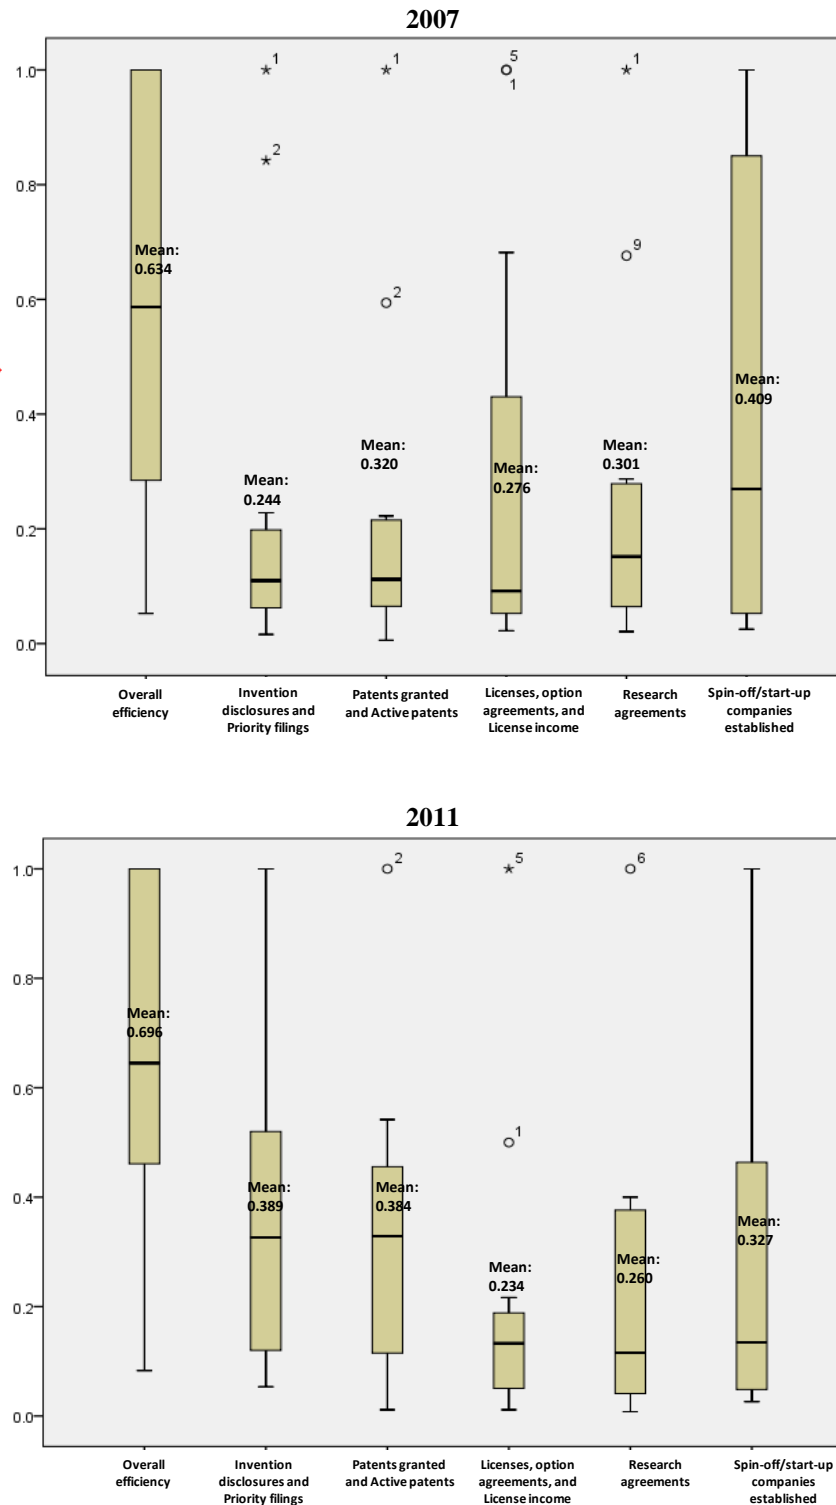 2007
1.0
0.8
0.6
0.4
0.2
0.0
1
2
1
2
5
1
1
9
Mean:
0.634
Mean:
0.244
Mean:
0.320
Mean:
0.276
Mean:
0.301
Mean:
0.409
Overall
efficiency
Invention
disclosures and
Priority filings
Patents granted
and Active patents
Licenses, option
agreements, and
License income
Research
agreements
Spin-off/start-up
companies
established
2011
1.0
0.8
0.6
0.4
0.2
0.0
2
5
1
6
Mean:
0.696
Mean:
0.389
Mean:
0.384
Mean:
0.234
Mean:
0.260
Mean:
0.327
Overall
efficiency
Invention
disclosures and
Priority filings
Patents granted
and Active patents
Licenses, option
agreements, and
License income
Research
agreements
Spin-off/start-up
companies
established